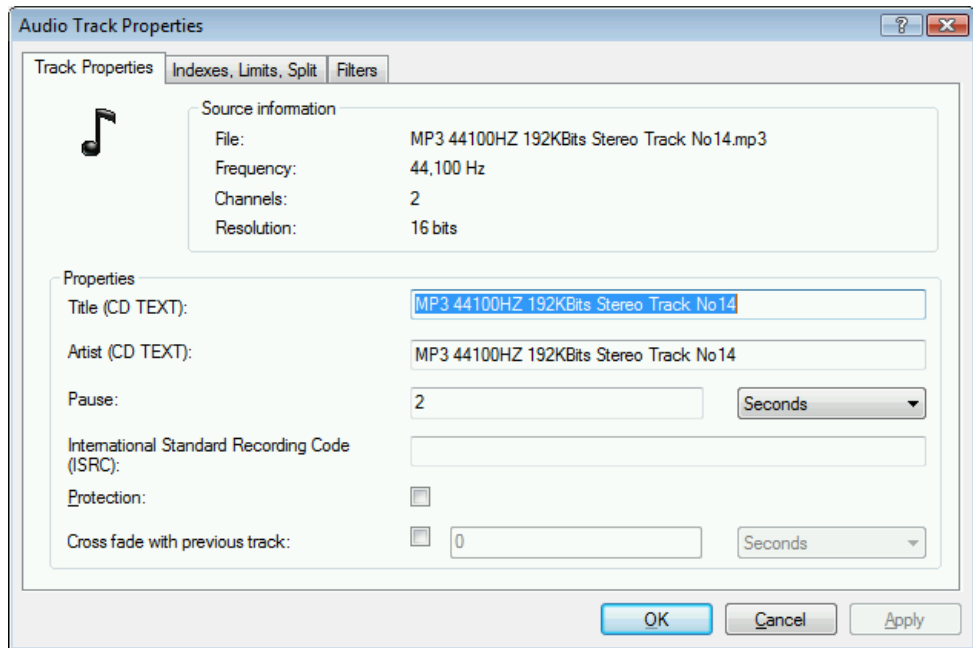 Audio Track Properties
?
Track Properties Indexes, Limits, Split Filters
Source information
File: MP3 44100HZ 192KBits Stereo Track No14.mp3
Frequency: 44,100 Hz
Channels: 2
Resolution: 16 bits
Properties
Title (CD TEXT): MP3 44100HZ 192KBits Stereo Track No14
Artist (CD TEXT): MP3 44100HZ 192KBits Stereo Track No14
Pause: 2 Seconds
International Standard Recording Code
(ISRC):
Protection:
Cross fade with previous track: 0 Seconds
OK Cancel Apply